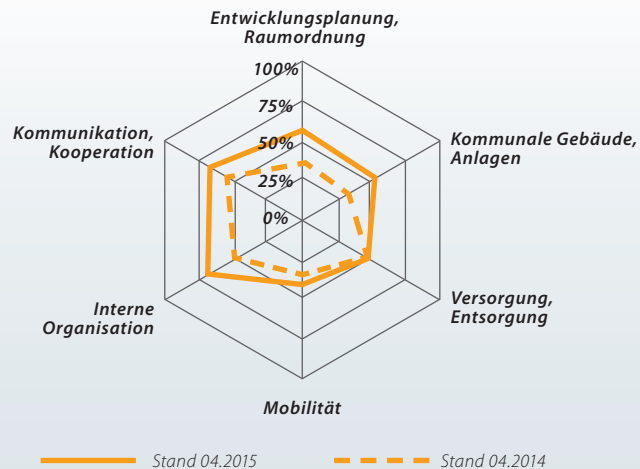 Entwicklungsplanung,
Raumordnung
100%
75%
50%
25%
0%
Kommunikation,
Kooperation
Kommunale Gebäude,
Anlagen
Interne
Organisation
Versorgung,
Entsorgung
Mobilität
Stand 04.2015
Stand 04.2014